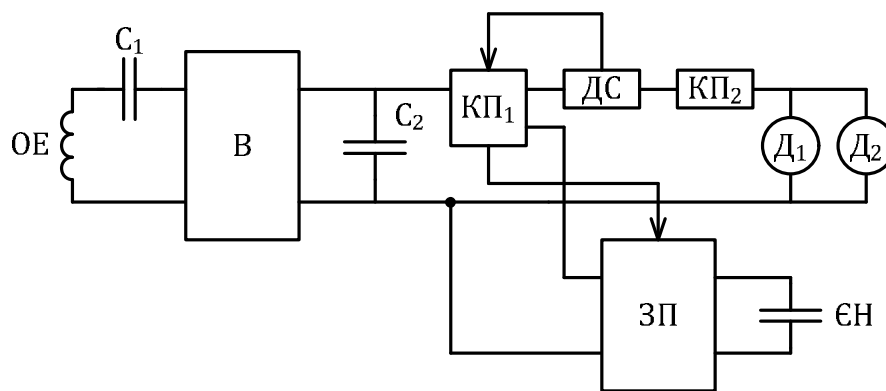 C₁
ОЕ
В
C₂
КП₁
ДС
КП₂
Д₁
Д₂
ЗП
ЄН